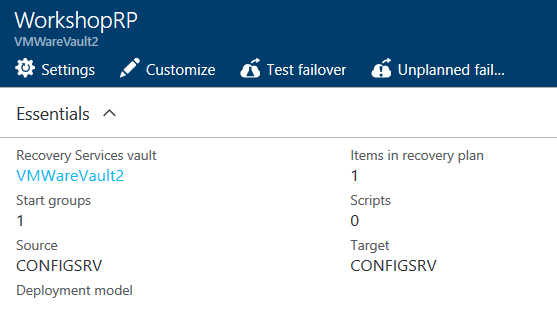 WorkshopRP
VMWareVault2
Settings Customize Test failover Unplanned fail...
Essentials
Recovery Services vault Items in recovery plan
VMWareVault2 1
Start groups Scripts
1 0
Source Target
CONFIGSRV CONFIGSRV
Deployment model